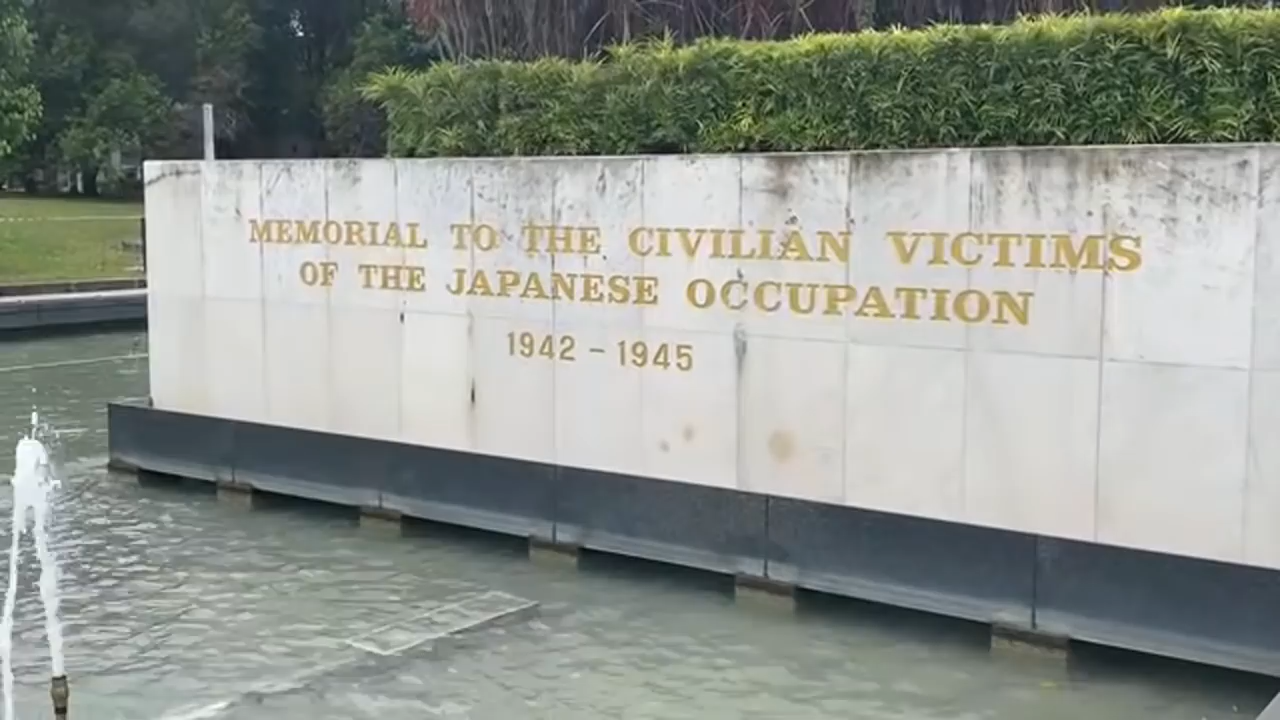 MEMORIAL TO THE CIVILIAN VICTIMS
OF THE JAPANESE OCCUPATION
1942 – 1945